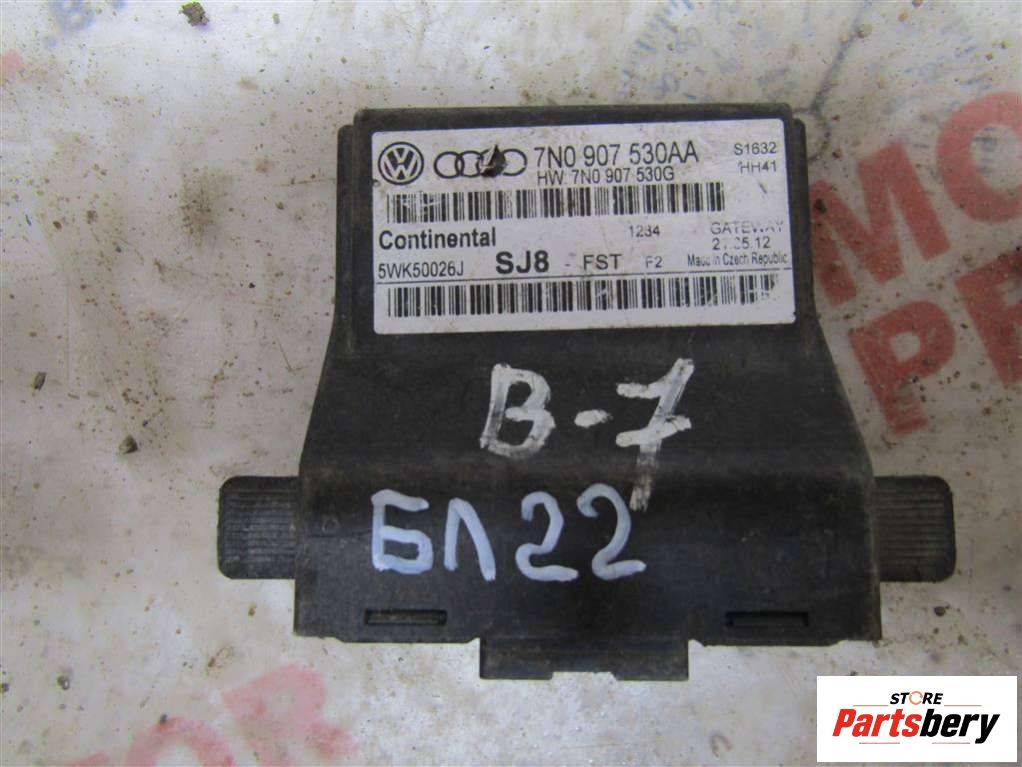 7N0 907 530AA
S1632
HW 7N0 907 530G
HH41
Continental
1234
GATEWAY
5WK50026J
SJ8 - FST F2
Made in Czech Republic
В-7
БЛ22
STORE
Partsbery